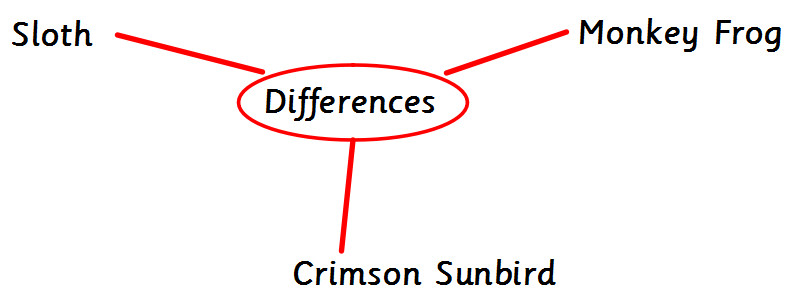 Sloth
Monkey Frog
Differences
Crimson Sunbird